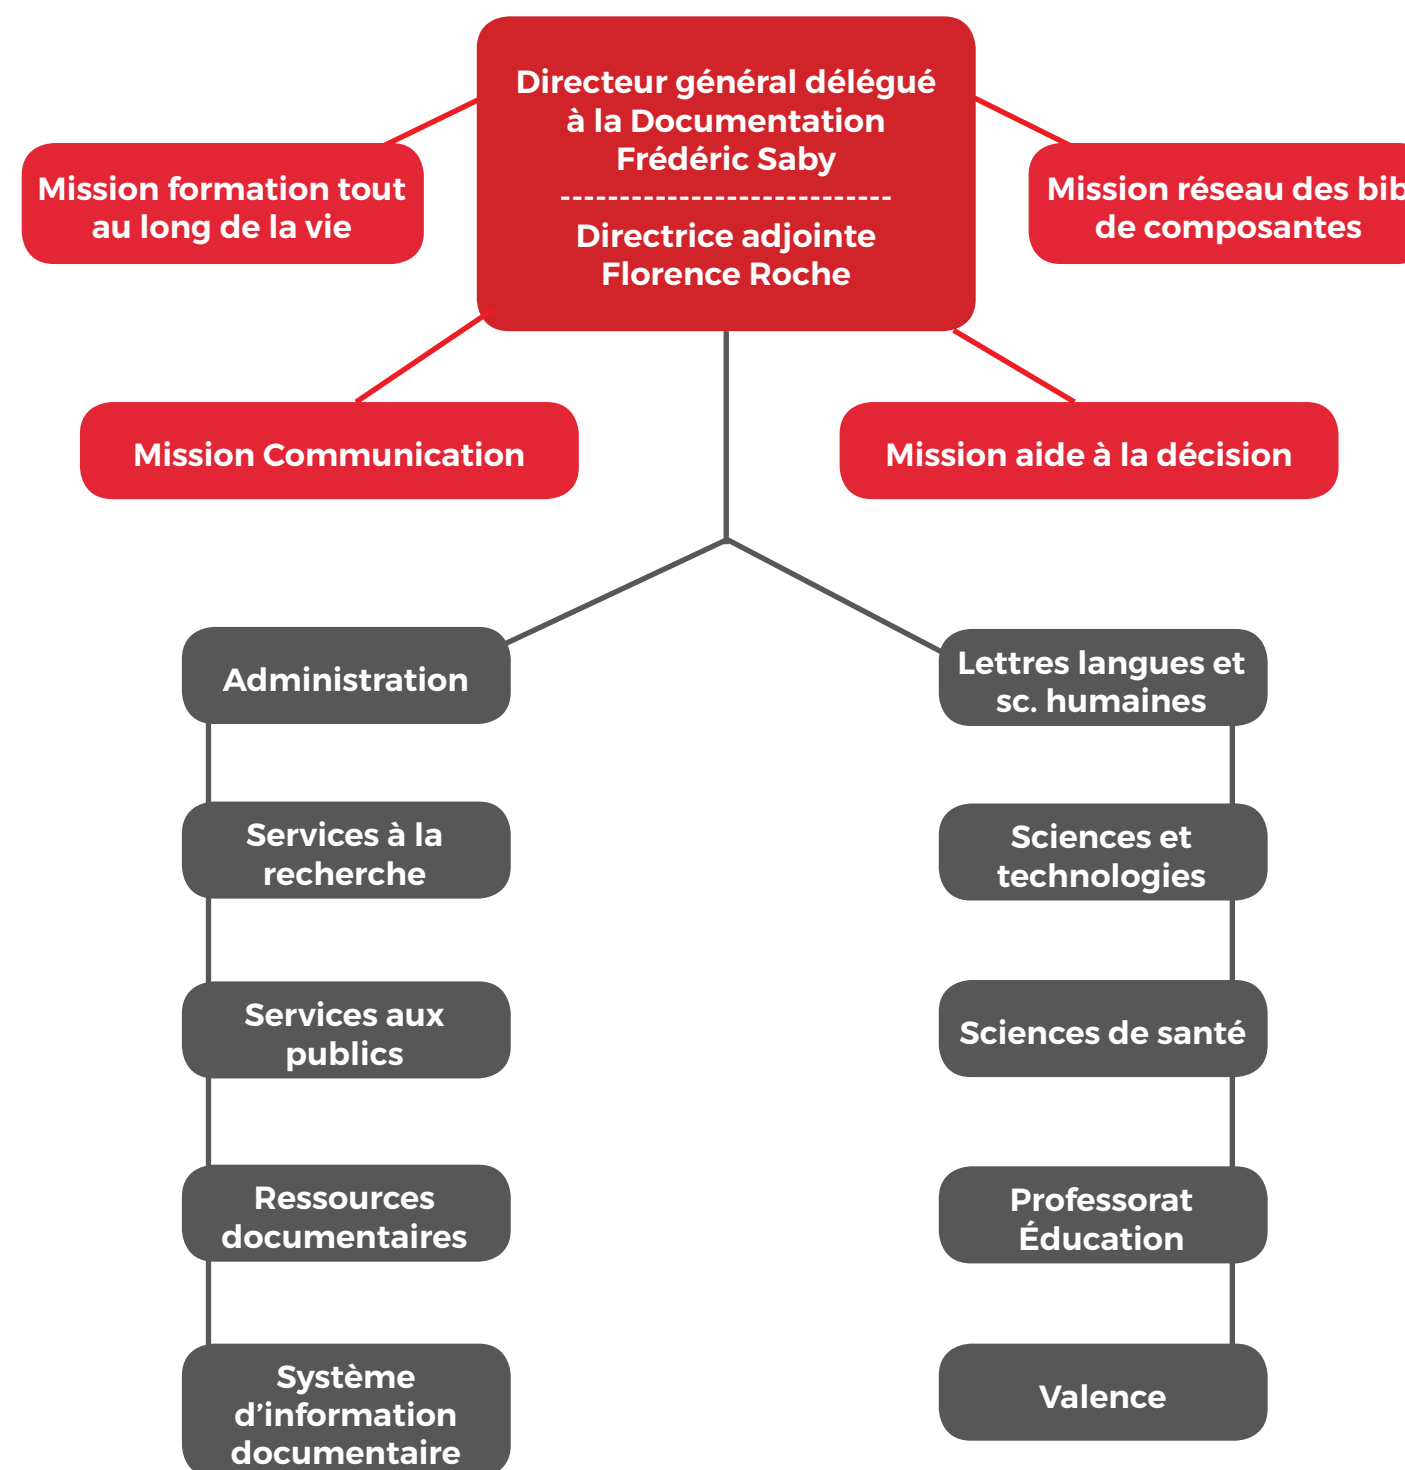 Directeur général délégué
à la Documentation
Frédéric Saby
----------------------------
Directrice adjointe
Florence Roche
Mission formation tout
au long de la vie
Mission réseau des bib
de composantes
Mission Communication
Mission aide à la décision
Administration
Services à la
recherche
Services aux
publics
Ressources
documentaires
Système
d’information
documentaire
Lettres langues et
sc. humaines
Sciences et
technologies
Sciences de santé
Professorat
Éducation
Valence